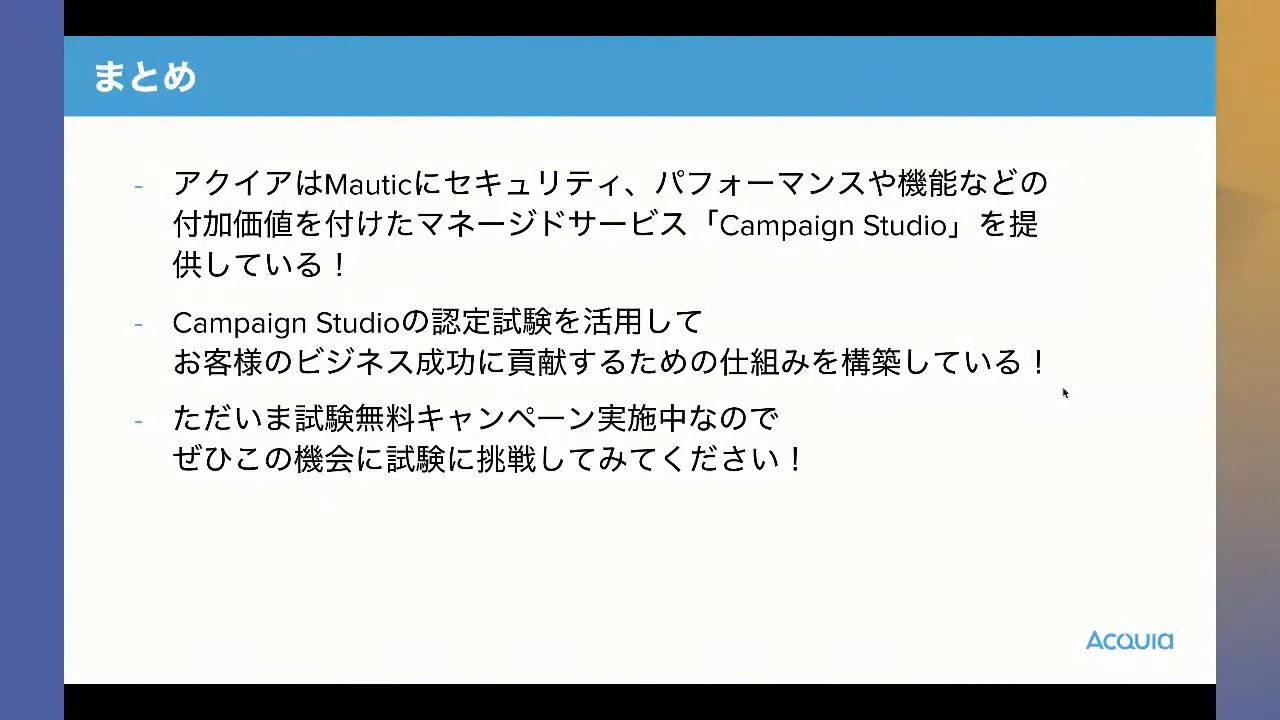 まとめ
- アクイアはMauticにセキュリティ、パフォーマンスや機能などの
付加価値を付けたマネージドサービス「Campaign Studio」を提
供している！
- Campaign Studioの認定試験を活用して
お客様のビジネス成功に貢献するための仕組みを構築している！
- ただいま試験無料キャンペーン実施中なので
ぜひこの機会に試験に挑戦してみてください！
Acquia